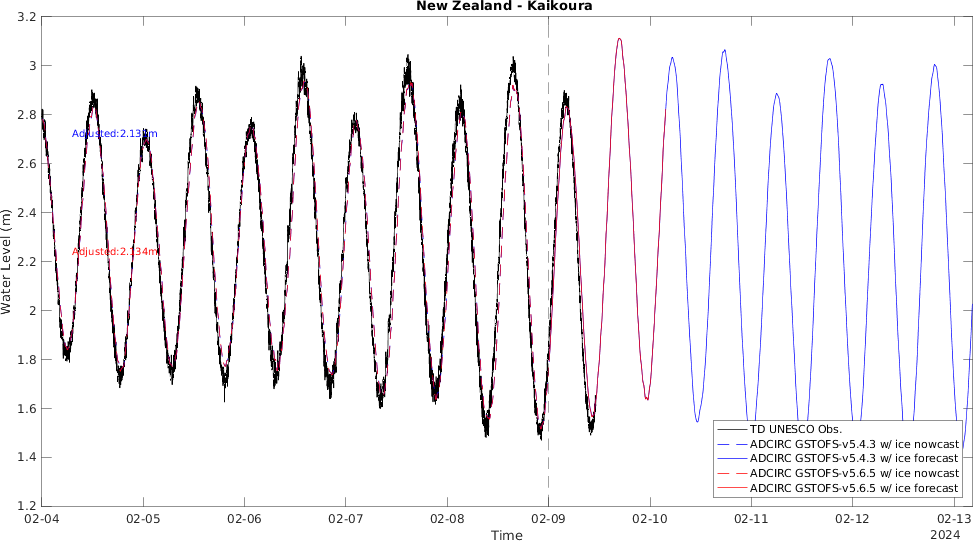 New Zealand - Kaikoura
3.2
3
2.8
2.6
2.4
2.2
2
1.8
1.6
1.4
1.2
Water Level (m)
Adjusted:2.134m
TD UNESCO Obs.
ADCIRC GSTOFS-v5.4.3 w/ ice nowcast
ADCIRC GSTOFS-v5.4.3 w/ ice forecast
ADCIRC GSTOFS-v5.6.5 w/ ice nowcast
ADCIRC GSTOFS-v5.6.5 w/ ice forecast
02-04 02-05 02-06 02-07 02-08 02-09 02-10 02-11 02-12 02-13
Time
2024